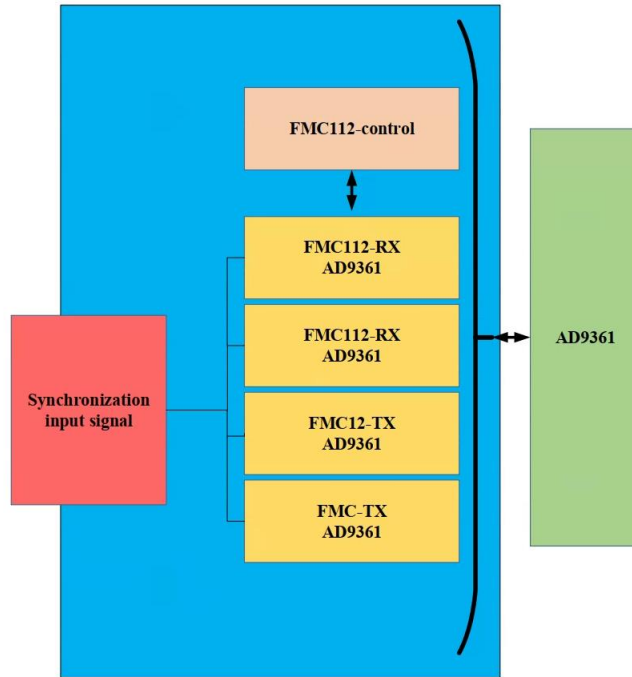 FMC112-control
FMC112-RX
AD9361
FMC112-RX
AD9361
FMC12-TX
AD9361
FMC-TX
AD9361
Synchronization
input signal
AD9361